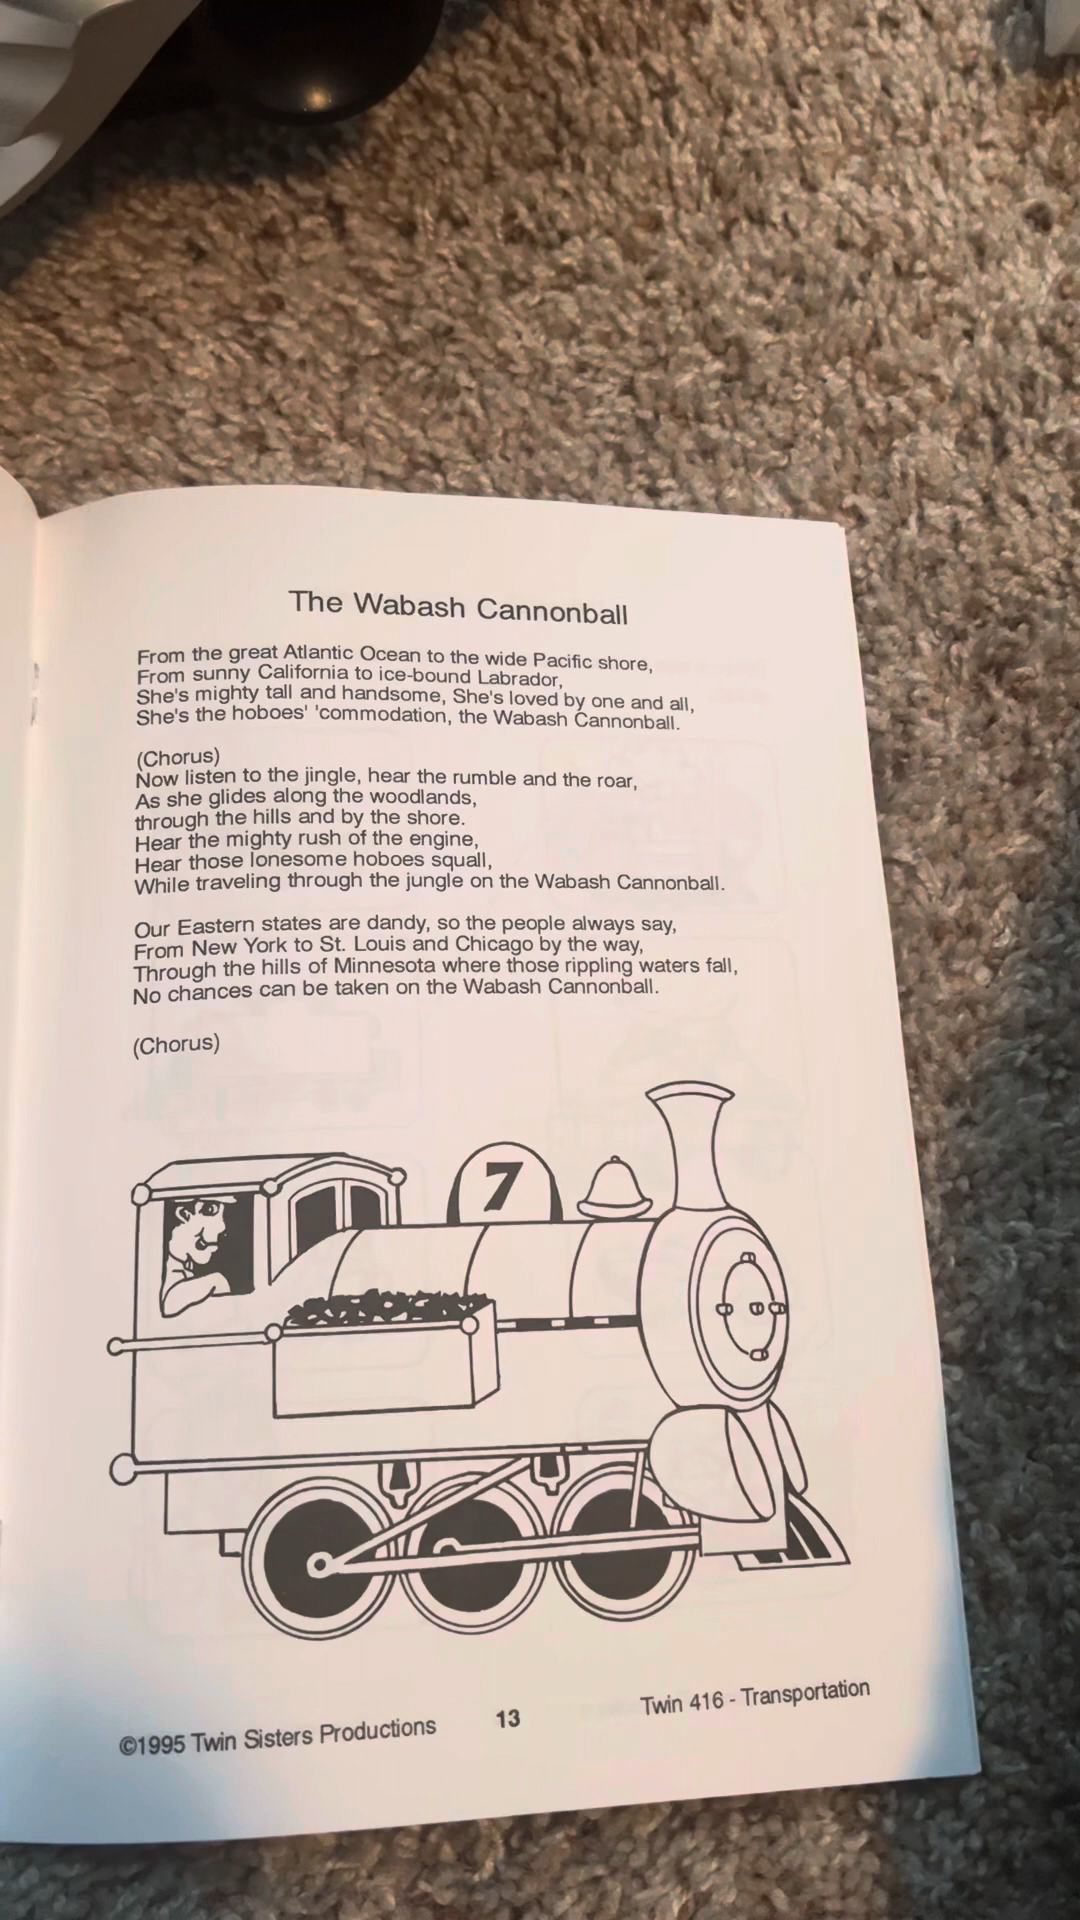 The Wabash Cannonball
From the great Atlantic Ocean to the wide Pacific shore,
From sunny California to ice-bound Labrador,
She's mighty tall and handsome, She's loved by one and all,
She's the hoboes' 'commodation, the Wabash Cannonball.
(Chorus)
Now listen to the jingle, hear the rumble and the roar,
As she glides along the woodlands,
through the hills and by the shore.
Hear the mighty rush of the engine,
Hear those lonesome hoboes squall,
While traveling through the jungle on the Wabash Cannonball.
Our Eastern states are dandy, so the people always say,
From New York to St. Louis and Chicago by the way,
Through the hills of Minnesota where those rippling waters fall,
No chances can be taken on the Wabash Cannonball.
(Chorus)
7
©1995 Twin Sisters Productions
13
Twin 416 - Transportation